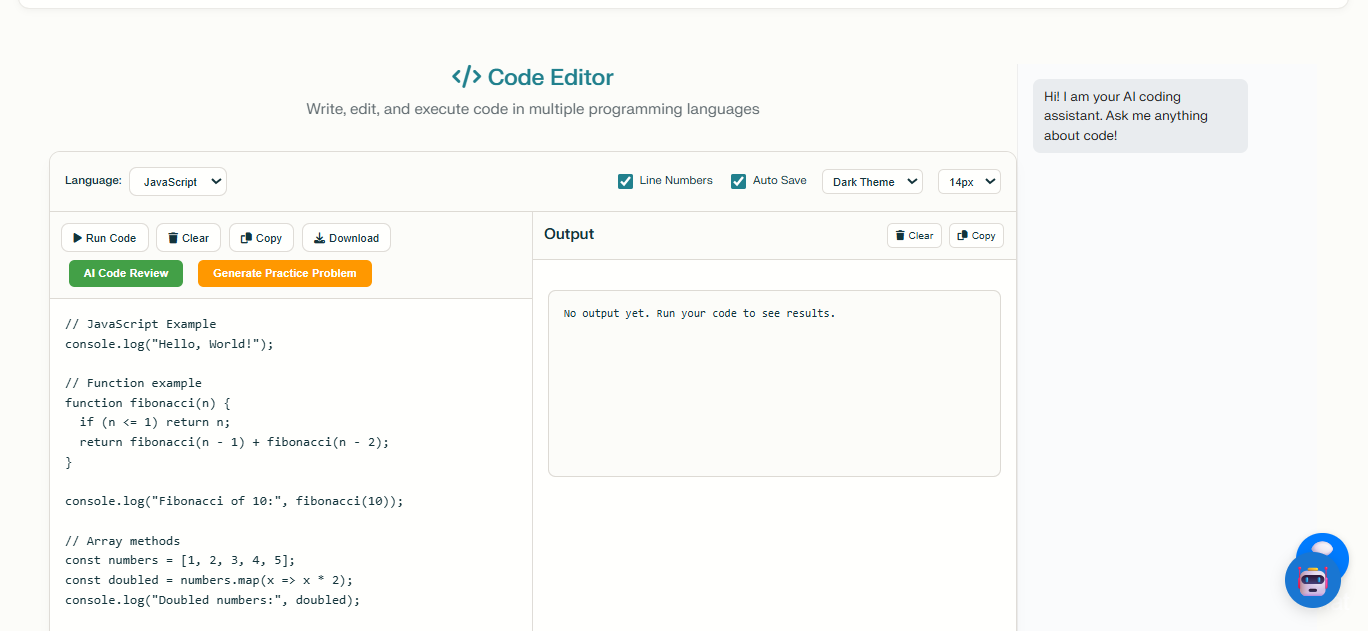 </> Code Editor
Write, edit, and execute code in multiple programming languages
Hi! I am your AI coding
assistant. Ask me anything
about code!
Language: JavaScript Line Numbers Auto Save Dark Theme 14px
Run Code Clear Copy Download
AI Code Review Generate Practice Problem
// JavaScript Example
console.log("Hello, World!");
// Function example
function fibonacci(n) {
  if (n <= 1) return n;
  return fibonacci(n - 1) + fibonacci(n - 2);
}
console.log("Fibonacci of 10:", fibonacci(10));
// Array methods
const numbers = [1, 2, 3, 4, 5];
const doubled = numbers.map(x => x * 2);
console.log("Doubled numbers:", doubled);
Output Clear Copy
No output yet. Run your code to see results.